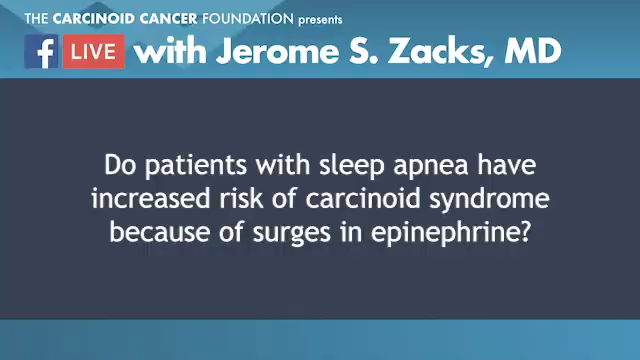 THE CARCINOID CANCER FOUNDATION presents
f LIVE with Jerome S. Zacks, MD
Do patients with sleep apnea have
increased risk of carcinoid syndrome
because of surges in epinephrine?